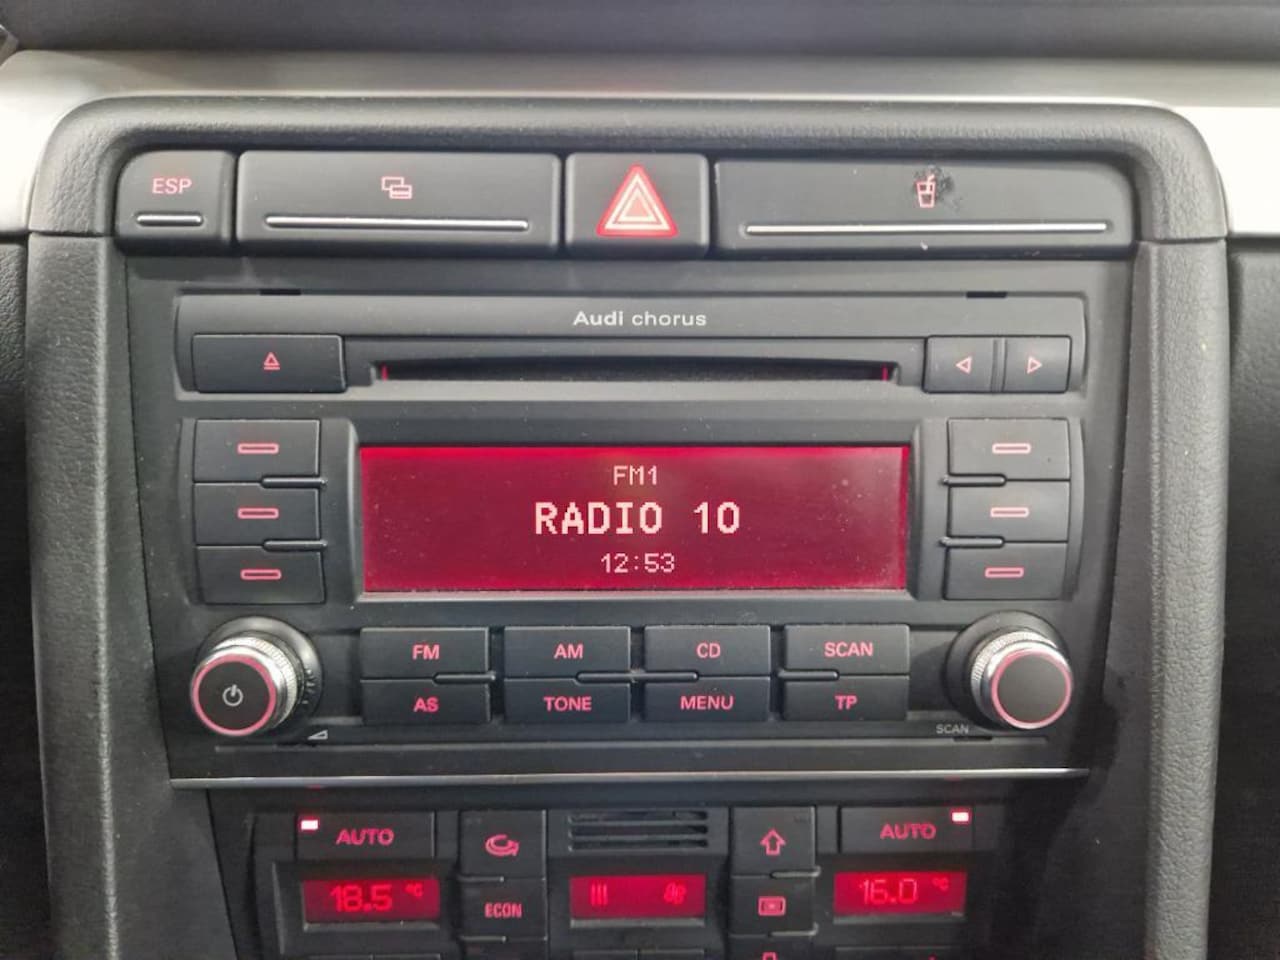 ESP
Audi chorus
FM1
RADIO 10
12:53
FM AM CD SCAN
AS TONE MENU TP
SCAN
AUTO AUTO
18.5 °C 16.0 °C
ECON